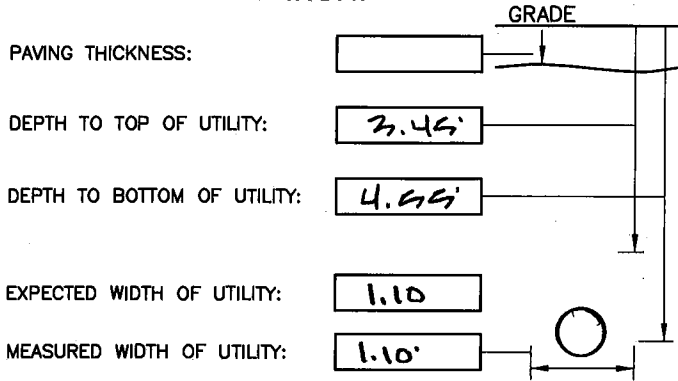 GRADE
PAVING THICKNESS:
DEPTH TO TOP OF UTILITY: 3.45'
DEPTH TO BOTTOM OF UTILITY: 4.55'
EXPECTED WIDTH OF UTILITY: 1.10
MEASURED WIDTH OF UTILITY: 1.10'